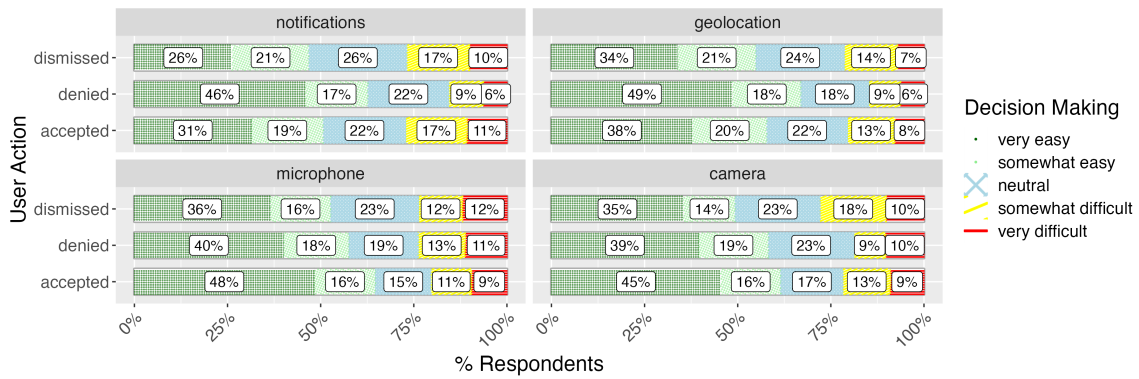 notifications
geolocation
dismissed 26% 21% 26% 17% 10% 34% 21% 24% 14% 7%
denied 46% 17% 22% 9% 6% 49% 18% 18% 9% 6%
accepted 31% 19% 22% 17% 11% 38% 20% 22% 13% 8%
microphone
camera
dismissed 36% 16% 23% 12% 12% 35% 14% 23% 18% 10%
denied 40% 18% 19% 13% 11% 39% 19% 23% 9% 10%
accepted 48% 16% 15% 11% 9% 45% 16% 17% 13% 9%
0% 25% 50% 75% 100% 0% 25% 50% 75% 100%
% Respondents
User Action
Decision Making
very easy
somewhat easy
neutral
somewhat difficult
very difficult